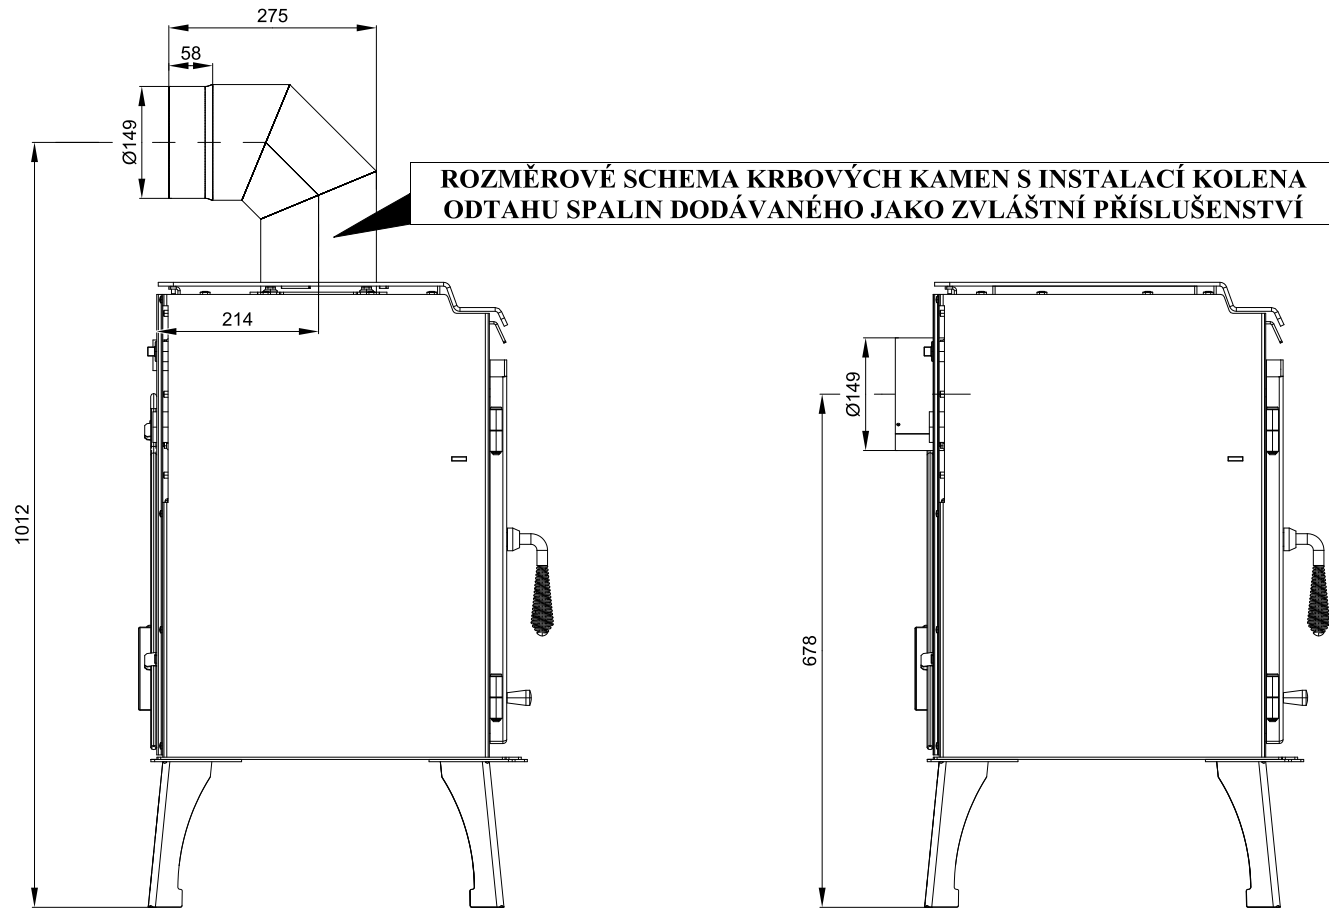 275
58
Ø149
ROZMĚROVÉ SCHEMA KRBOVÝCH KAMEN S INSTALACÍ KOLENA
ODTAHU SPALIN DODÁVANÉHO JAKO ZVLÁŠTNÍ PŘÍSLUŠENSTVÍ
214
1012
Ø149
678